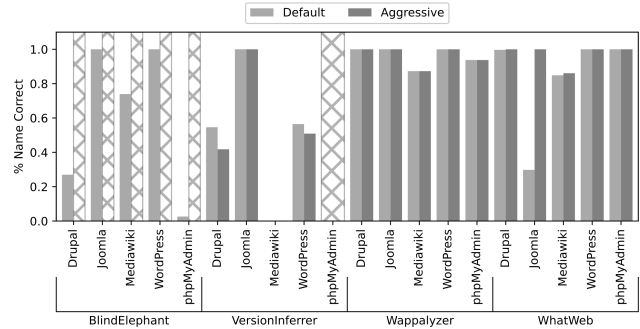 Default Aggressive
% Name Correct
1.0
0.8
0.6
0.4
0.2
0.0
Drupal Joomla Mediawiki WordPress phpMyAdmin Drupal Joomla Mediawiki WordPress phpMyAdmin Drupal Joomla Mediawiki WordPress phpMyAdmin Drupal Joomla Mediawiki WordPress phpMyAdmin
BlindElephant VersionInferrer Wappalyzer WhatWeb